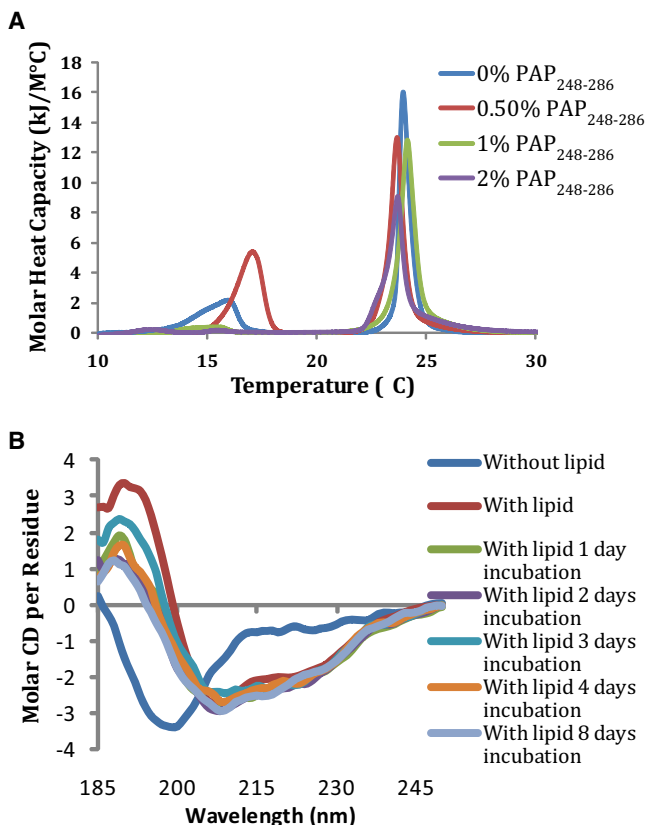 A
Molar Heat Capacity (kJ/M°C)
18
16
14
12
10
8
6
4
2
0
10 15 20 25 30
Temperature ( C)
0% PAP248-286
0.50% PAP248-286
1% PAP248-286
2% PAP248-286
B
Molar CD per Residue
4
3
2
1
0
-1
-2
-3
-4
185 200 215 230 245
Wavelength (nm)
Without lipid
With lipid
With lipid 1 day
incubation
With lipid 2 days
incubation
With lipid 3 days
incubation
With lipid 4 days
incubation
With lipid 8 days
incubation